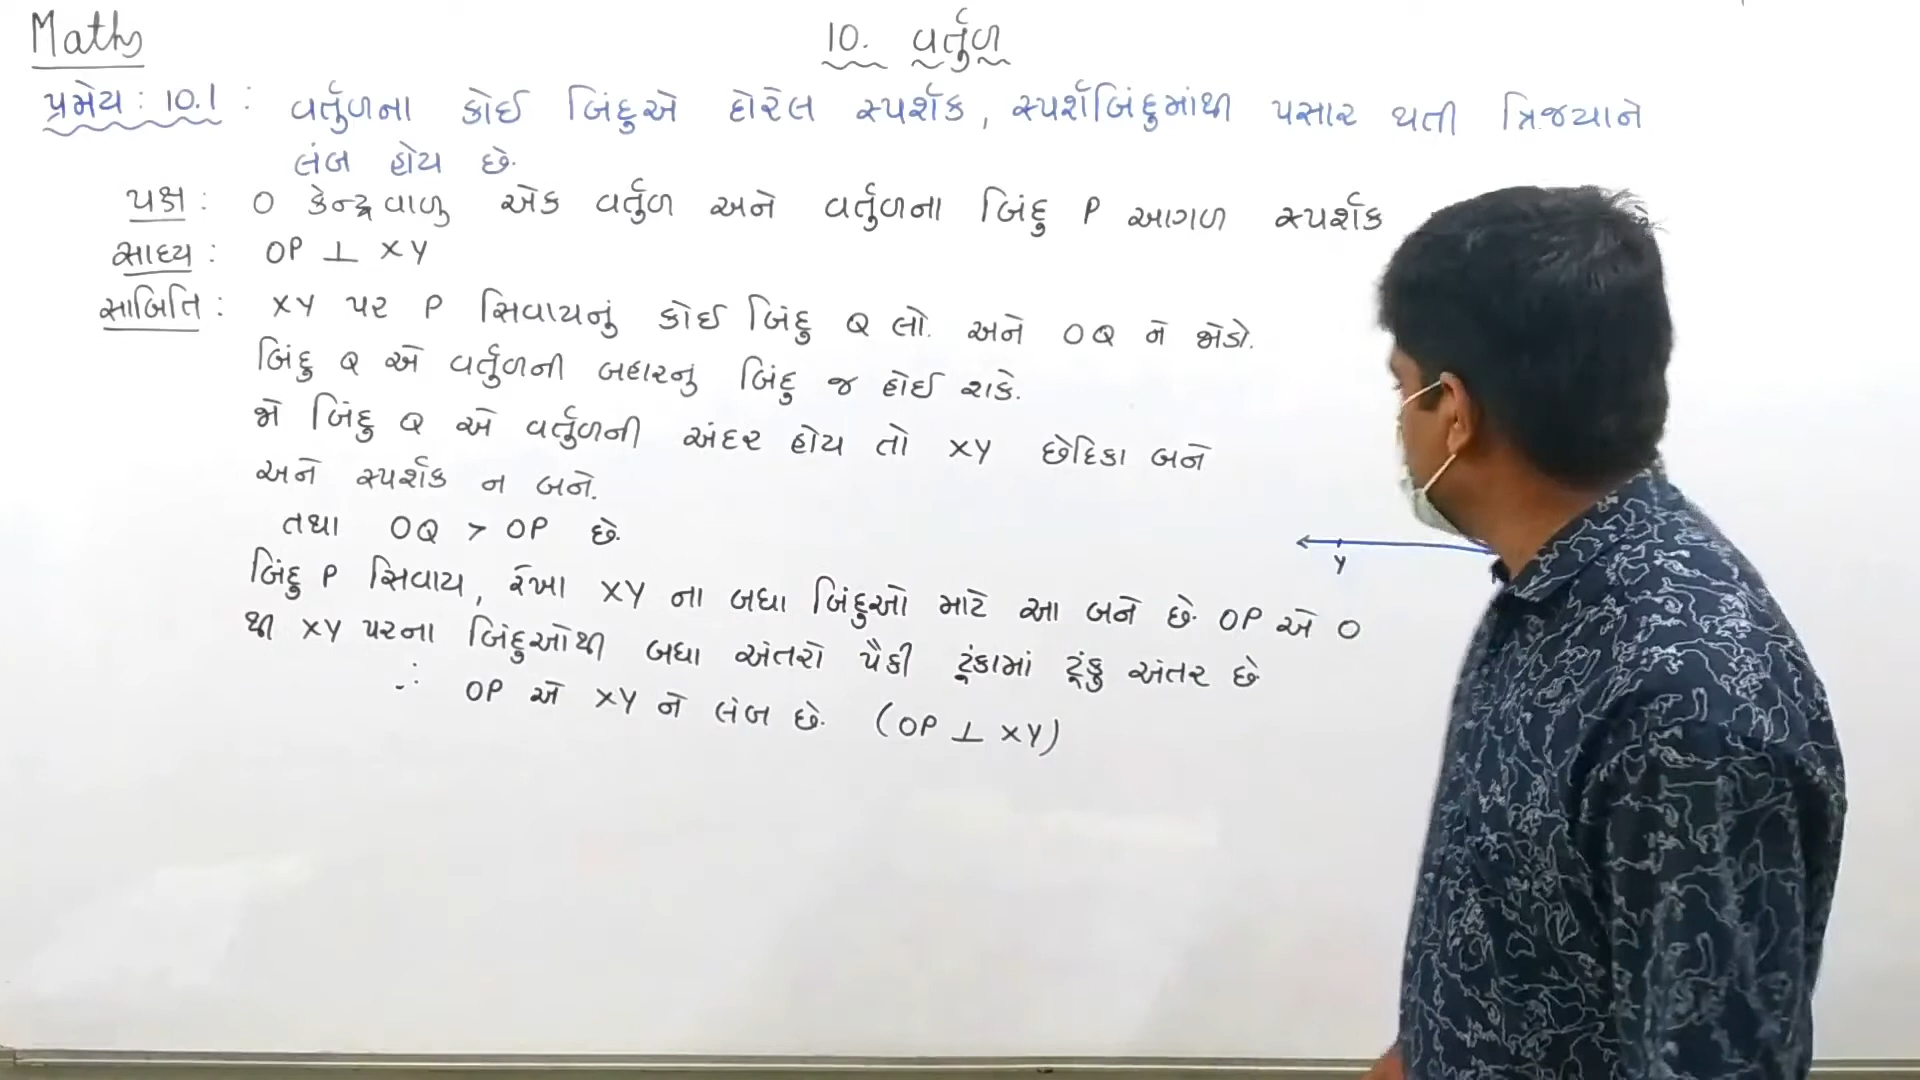 Maths
10. વર્તુળ
પ્રમેય : 10.1 : વર્તુળના કોઈ બિંદુએ દોરેલ સ્પર્શક, સ્પર્શબિંદુમાંથી પસાર થતી ત્રિજ્યાને
લંબ હોય છે.
પક્ષ : O કેન્દ્રવાળુ એક વર્તુળ અને વર્તુળના બિંદુ P આગળ સ્પર્શક
સાધ્ય : OP ⊥ XY
સાબિતિ : XY પર P સિવાયનું કોઈ બિંદુ Q લો. અને OQ ને જોડો.
બિંદુ Q એ વર્તુળની બહારનું બિંદુ જ હોઈ શકે.
જો બિંદુ Q એ વર્તુળની અંદર હોય તો XY છેદિકા બને
અને સ્પર્શક ન બને.
તથા OQ > OP છે.
બિંદુ P સિવાય, રેખા XY ના બધા બિંદુઓ માટે આ બને છે. OP એ O
થી XY પરના બિંદુઓથી બધા અંતરો પૈકી ટૂંકામાં ટૂંકુ અંતર છે
∴ OP એ XY ને લંબ છે. (OP ⊥ XY)
Y